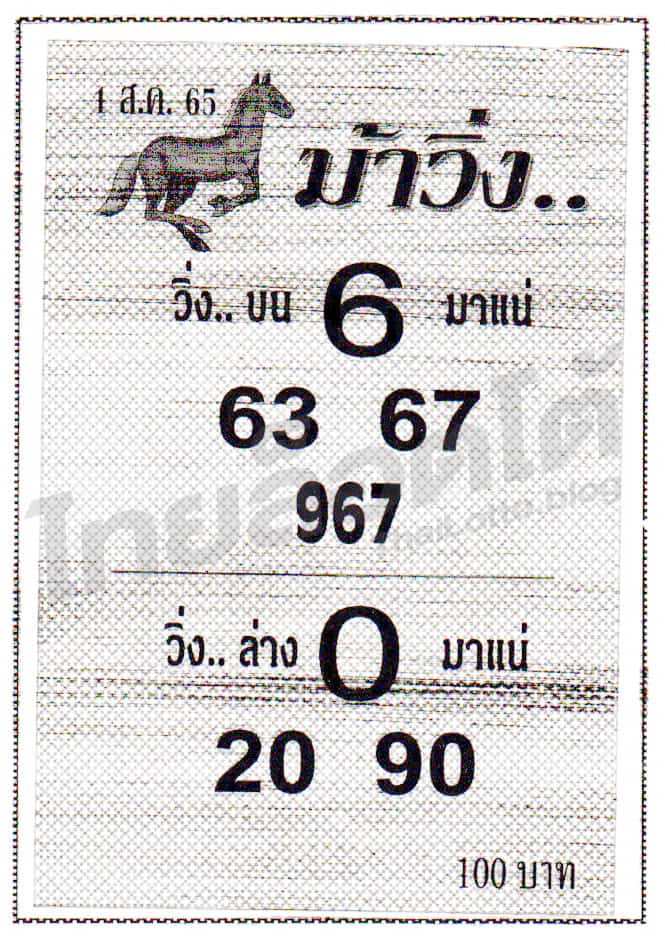 1 ส.ค. 65
ม้าวิ่ง..
วิ่ง.. บน 6 มาแน่
63 67
967
วิ่ง.. ล่าง 0 มาแน่
20 90
100 บาท